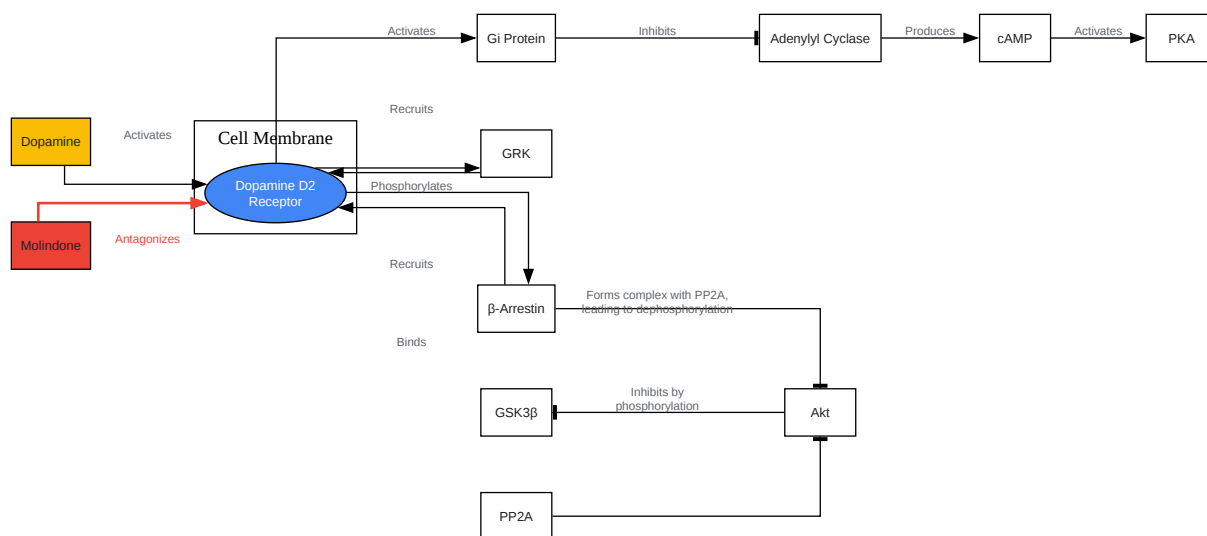 Activates
Gi Protein
Inhibits
Adenylyl Cyclase
Produces
cAMP
Activates
PKA
Recruits
Dopamine
Activates
Cell Membrane
GRK
Dopamine D2
Receptor
Phosphorylates
Molindone
Antagonizes
Recruits
β-Arrestin
Forms complex with PP2A,
leading to dephosphorylation
Binds
GSK3β
Inhibits by
phosphorylation
Akt
PP2A